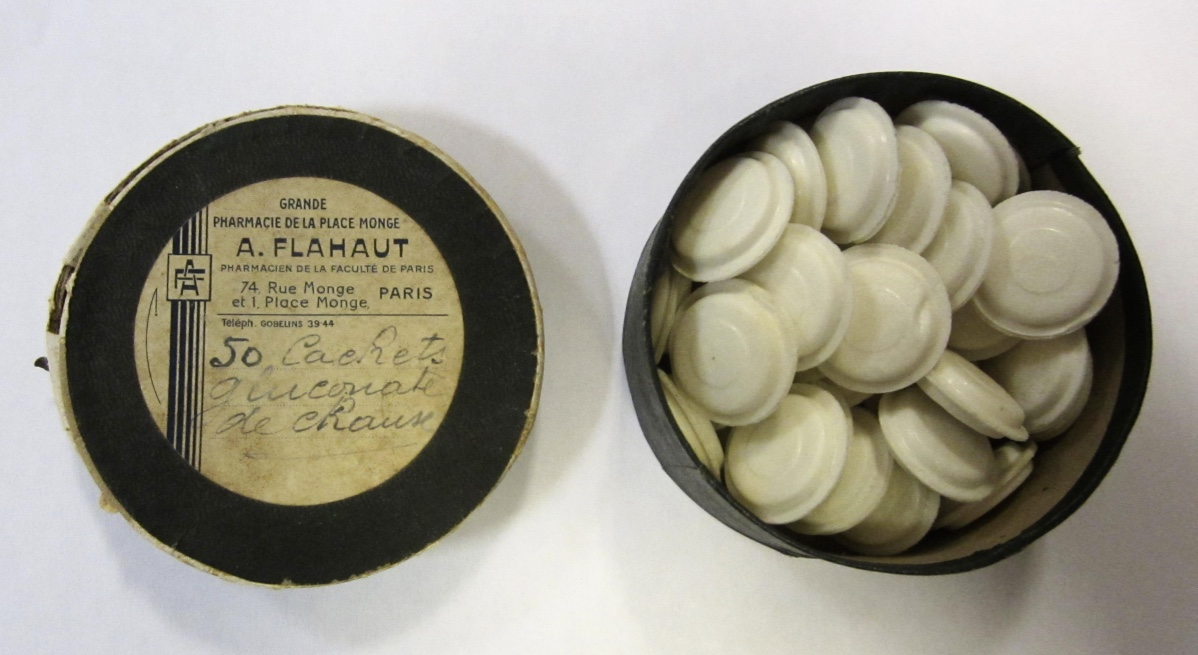 GRANDE
PHARMACIE DE LA PLACE MONGE
A. FLAHAUT
PHARMACIEN DE LA FACULTÉ DE PARIS
74, Rue Monge
et 1, Place Monge, PARIS
Téléph. GOBELINS 39 44
50 Cachets
gluconate
de chaux